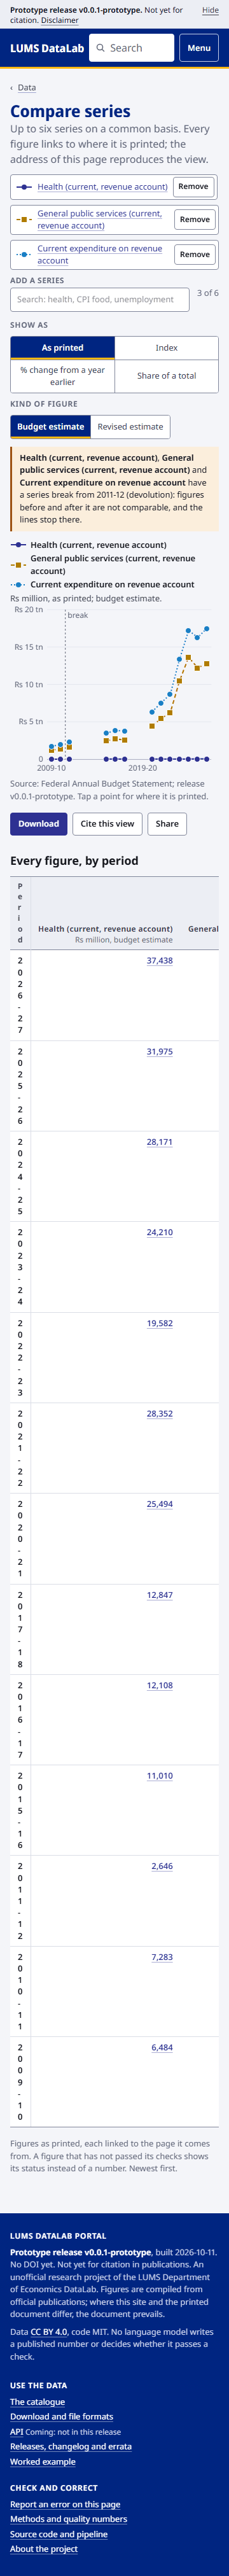 Prototype release v0.0.1-prototype. Not yet for
citation. Disclaimer
Hide
LUMS DataLab
Search
Menu
‹ Data
Compare series
Up to six series on a common basis. Every
figure links to where it is printed; the
address of this page reproduces the view.
Health (current, revenue account)
Remove
General public services (current,
revenue account)
Remove
Current expenditure on revenue
account
Remove
ADD A SERIES
Search: health, CPI food, unemployment
3 of 6
SHOW AS
As printed
Index
% change from a year
earlier
Share of a total
KIND OF FIGURE
Budget estimate
Revised estimate
Health (current, revenue account), General
public services (current, revenue account) and
Current expenditure on revenue account have
a series break from 2011-12 (devolution): figures
before and after it are not comparable, and the
lines stop there.
Health (current, revenue account)
General public services (current, revenue
account)
Current expenditure on revenue account
Rs million, as printed; budget estimate.
Rs 20 tn
break
Rs 15 tn
Rs 10 tn
Rs 5 tn
0
2009-10
2019-20
Source: Federal Annual Budget Statement; release
v0.0.1-prototype. Tap a point for where it is printed.
Download
Cite this view
Share
Every figure, by period
Period
Health (current, revenue account)
Rs million, budget estimate
General
2026-27
37,438
2025-26
31,975
2024-25
28,171
2023-24
24,210
2022-23
19,582
2021-22
28,352
2020-21
25,494
2017-18
12,847
2016-17
12,108
2015-16
11,010
2011-12
2,646
2010-11
7,283
2009-10
6,484
Figures as printed, each linked to the page it comes
from. A figure that has not passed its checks shows
its status instead of a number. Newest first.
LUMS DATALAB PORTAL
Prototype release v0.0.1-prototype, built 2026-10-11.
No DOI yet. Not yet for citation in publications. An
unofficial research project of the LUMS Department
of Economics DataLab. Figures are compiled from
official publications; where this site and the printed
document differ, the document prevails.
Data CC BY 4.0, code MIT. No language model writes
a published number or decides whether it passes a
check.
USE THE DATA
The catalogue
Download and file formats
API Coming: not in this release
Releases, changelog and errata
Worked example
CHECK AND CORRECT
Report an error on this page
Methods and quality numbers
Source code and pipeline
About the project